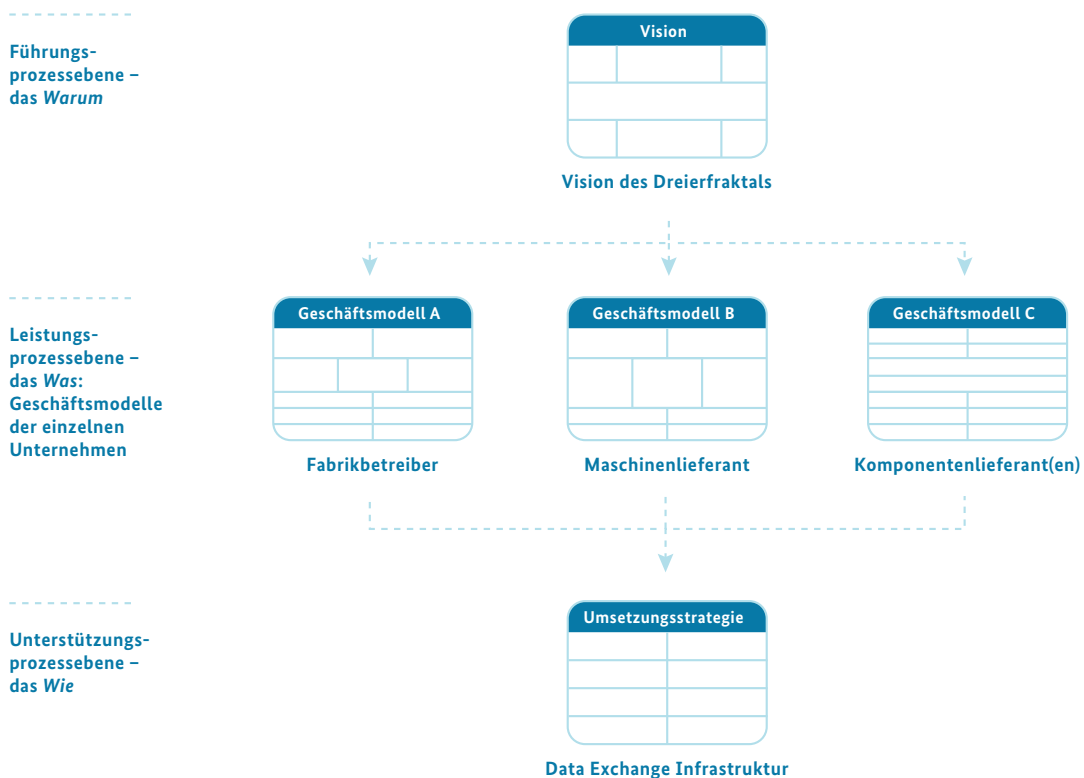 Führungs-
prozessebene –
das Warum
Vision
Vision des Dreierfraktals
Leistungs-
prozessebene –
das Was:
Geschäftsmodelle
der einzelnen
Unternehmen
Geschäftsmodell A
Fabrikbetreiber
Geschäftsmodell B
Maschinenlieferant
Geschäftsmodell C
Komponentenlieferant(en)
Unterstützungs-
prozessebene –
das Wie
Umsetzungsstrategie
Data Exchange Infrastruktur